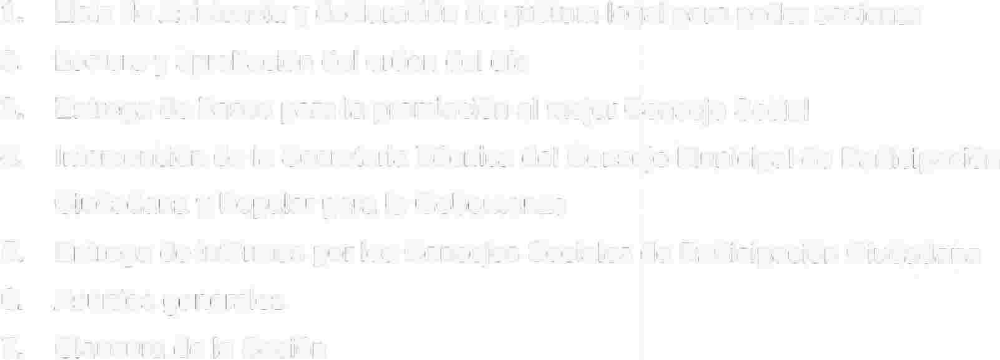 1. Lista de asistencia y declaración de quórum legal para poder sesionar
2. Lectura y aprobación del orden del día
3. Entrega de bases para la premiación al mejor Consejo Social
4. Intervención de la Secretaría Técnica del Consejo Municipal de Participación
Ciudadana y Popular para la Gobernanza
5. Entrega de informes por los Consejos Sociales de Participación Ciudadana
6. Asuntos generales
7. Clausura de la Sesión